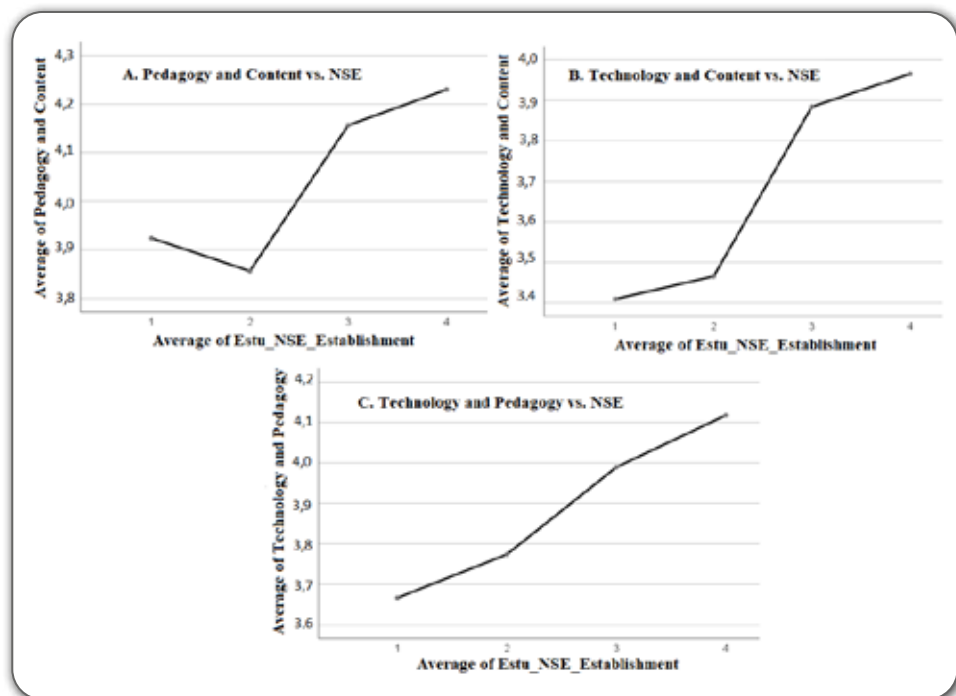 A. Pedagogy and Content vs. NSE
Average of Pedagogy and Content
4,3
4,2
4,1
4,0
3,9
3,8
1 2 3 4
Average of Estu_NSE_Establishment
B. Technology and Content vs. NSE
Average of Technology and Content
4,0
3,9
3,7
3,6
3,5
3,4
1 2 3 4
Average of Estu_NSE_Establishment
C. Technology and Pedagogy vs. NSE
Average of Technology and Pedagogy
4,2
4,1
4,0
3,9
3,8
3,7
3,6
1 2 3 4
Average of Estu_NSE_Establishment